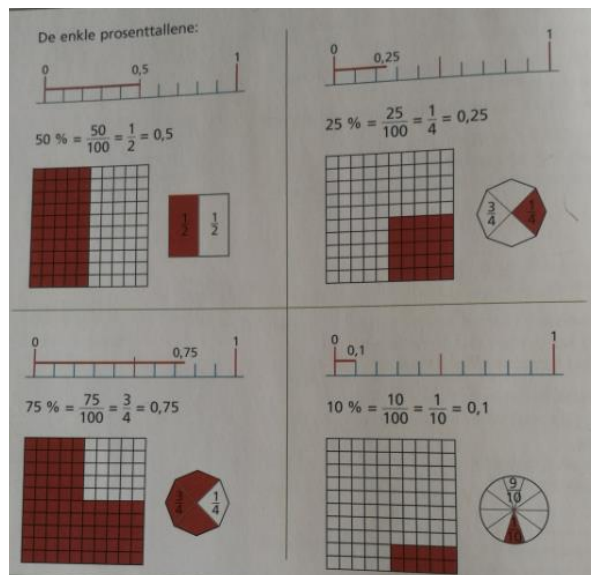 De enkle prosenttallene:
0 0,5 1
50 % = 50/100 = 1/2 = 0,5
1/2 1/2
0 0,25 1
25 % = 25/100 = 1/4 = 0,25
3/4 1/4
0 0,75 1
75 % = 75/100 = 3/4 = 0,75
3/4 1/4
0 0,1 1
10 % = 10/100 = 1/10 = 0,1
9/10
1/10